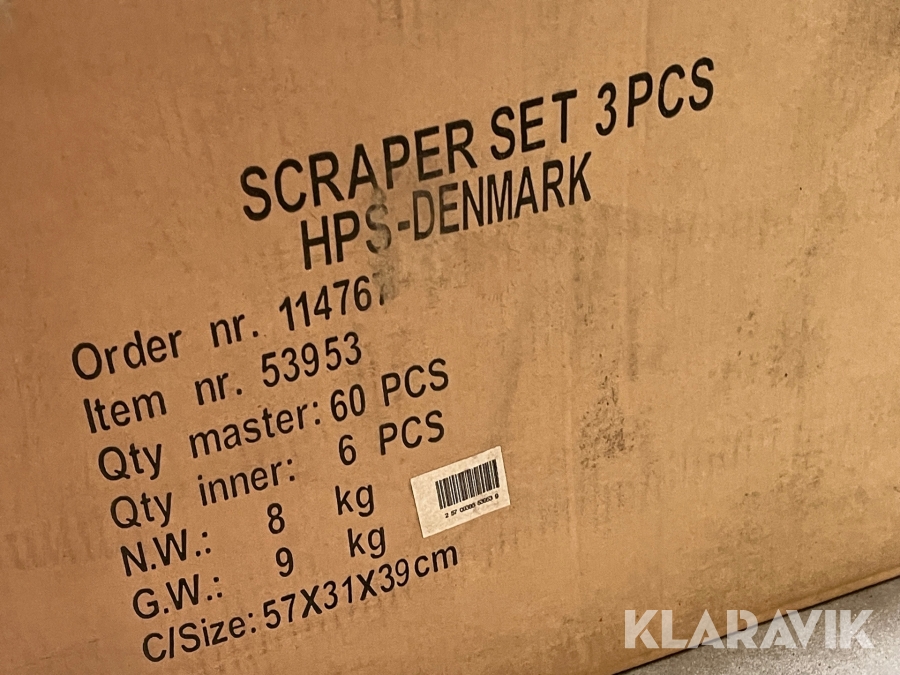 SCRAPER SET 3PCS
HPS-DENMARK
Order nr. 114767
Item nr. 53953
Qty master: 60 PCS
Qty inner: 6 PCS
N.W.: 8 kg
G.W.: 9 kg
C/Size: 57X31X39cm
KLARAVIK